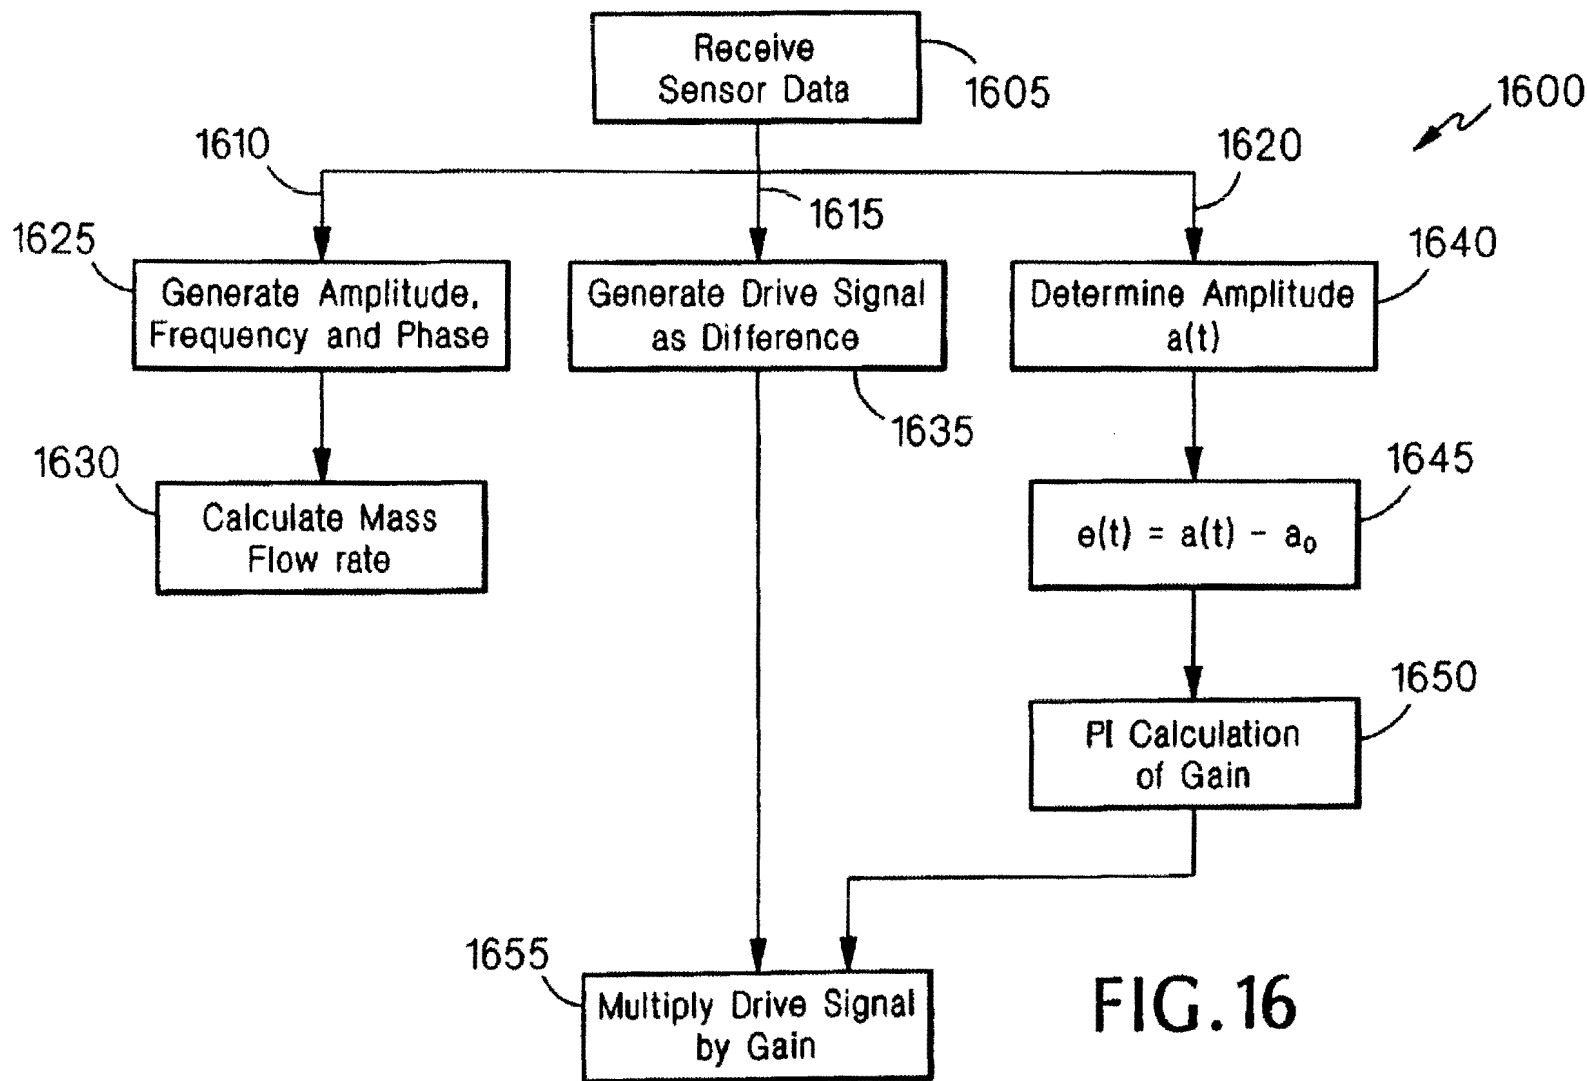 Receive
Sensor Data
1605
1600
1610
1615
1620
1625
Generate Amplitude,
Frequency and Phase
Generate Drive Signal
as Difference
1635
Determine Amplitude
a(t)
1640
1630
Calculate Mass
Flow rate
1645
e(t) = a(t) - a₀
1650
PI Calculation
of Gain
1655
Multiply Drive Signal
by Gain
FIG. 16